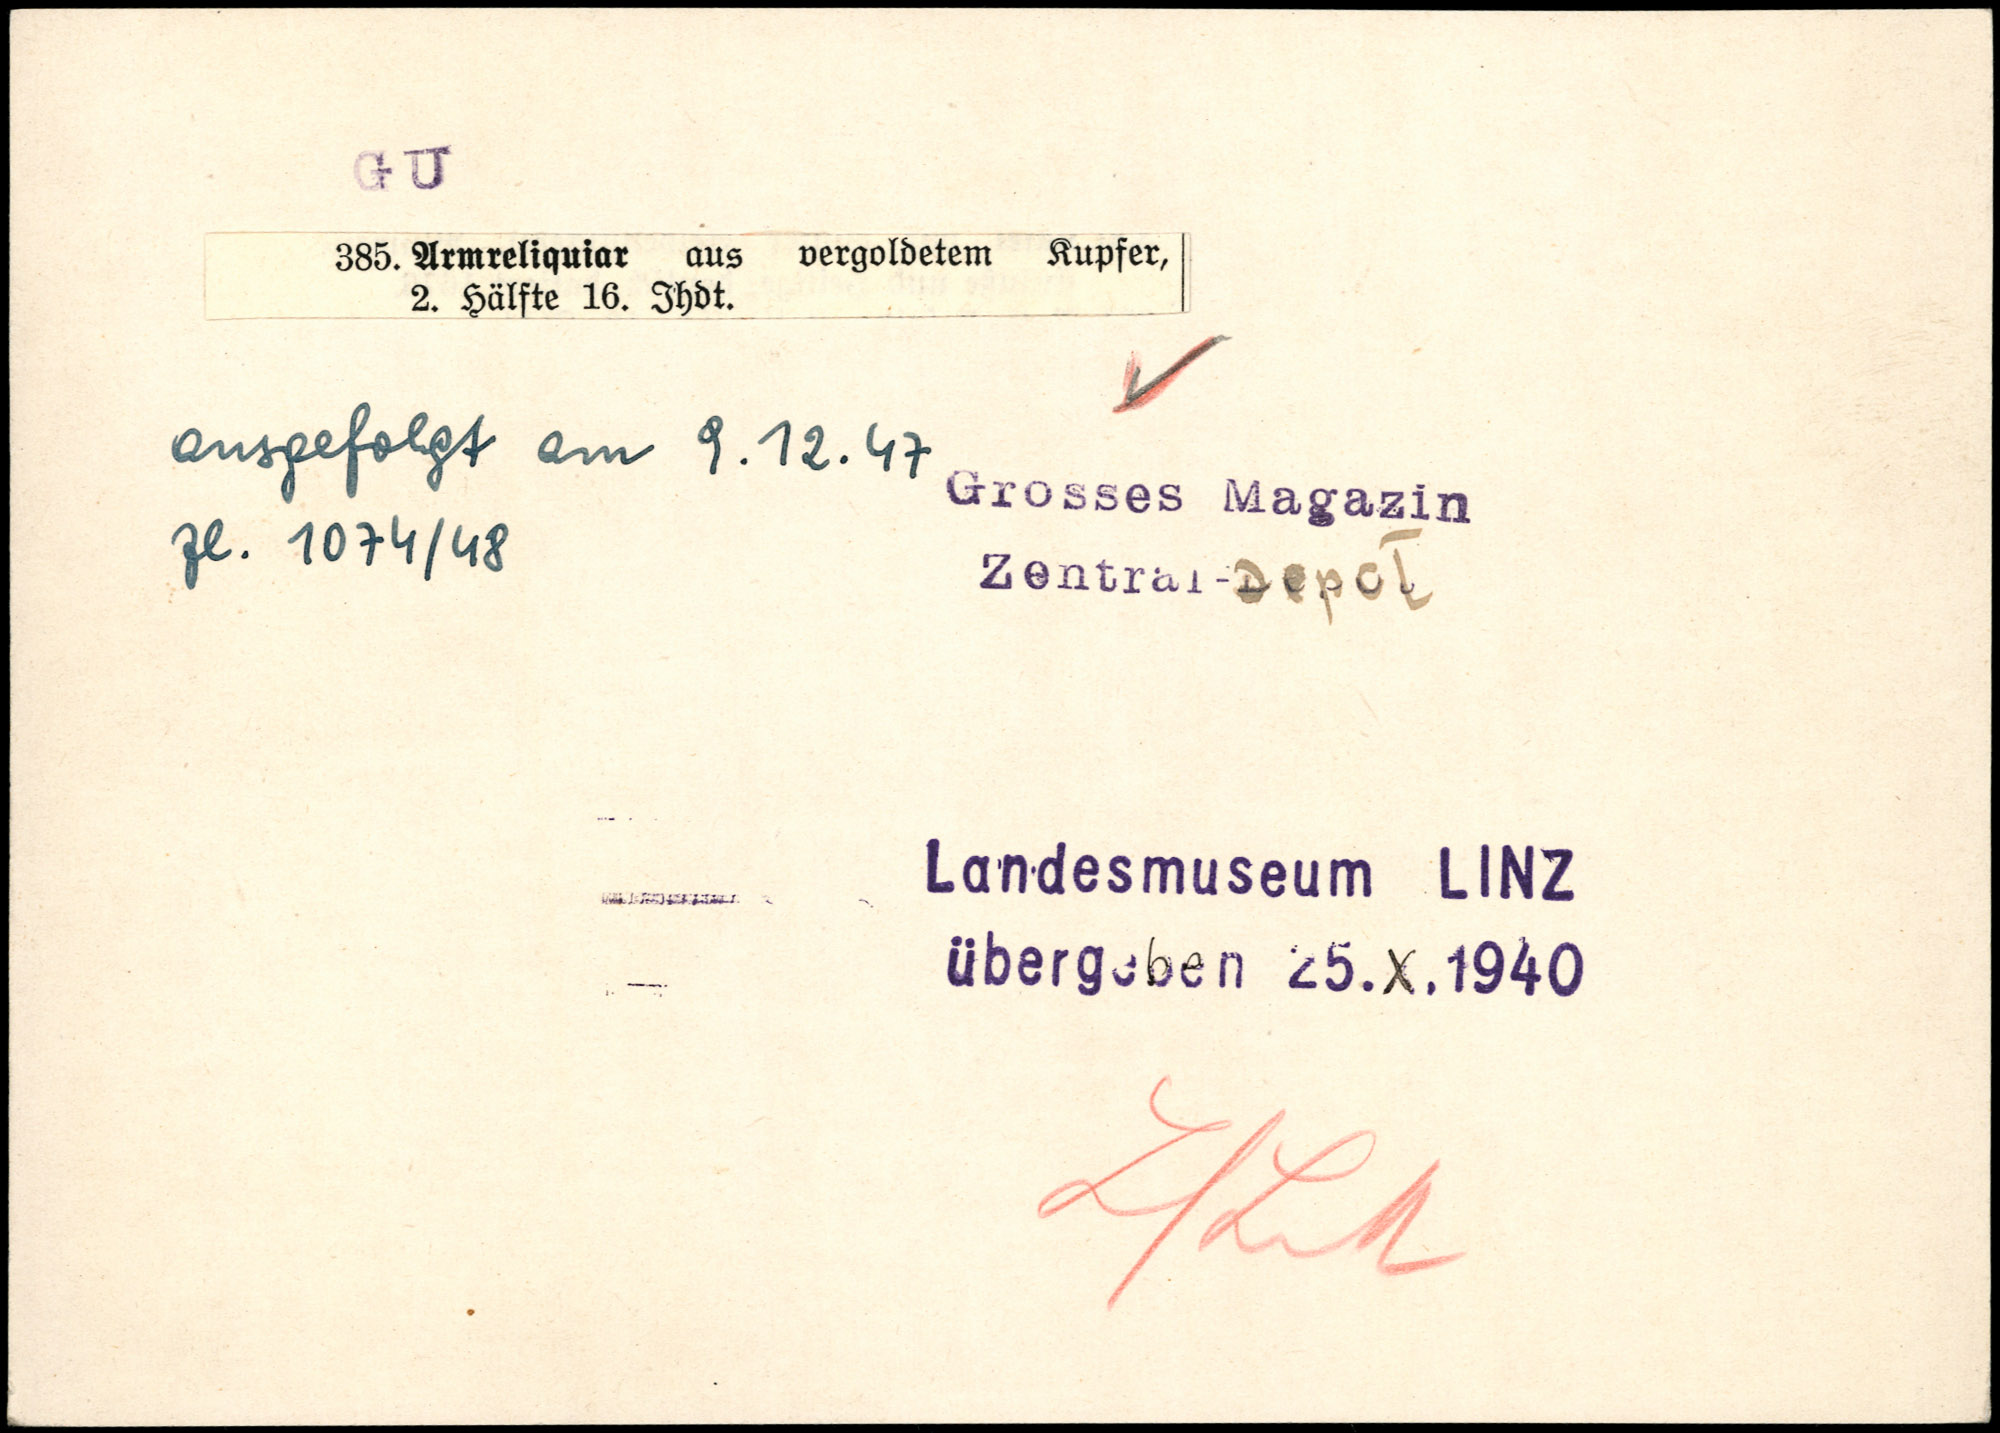 GU
385. Armreliquiar aus vergoldetem Kupfer,
2. Hälfte 16. Jhdt.
ausgefolgt am 9.12.47
Zl. 1074/48
Grosses Magazin
Zentral-Depot
Landesmuseum LINZ
übergeben 25.X.1940